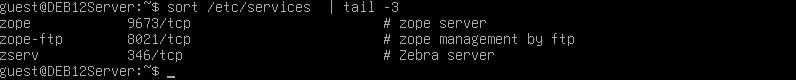 guest@DEB12Server:~$ sort /etc/services  | tail -3
zope            9673/tcp                        # zope server
zope-ftp        8021/tcp                        # zope management by ftp
zserv           346/tcp                         # Zebra server
guest@DEB12Server:~$ _